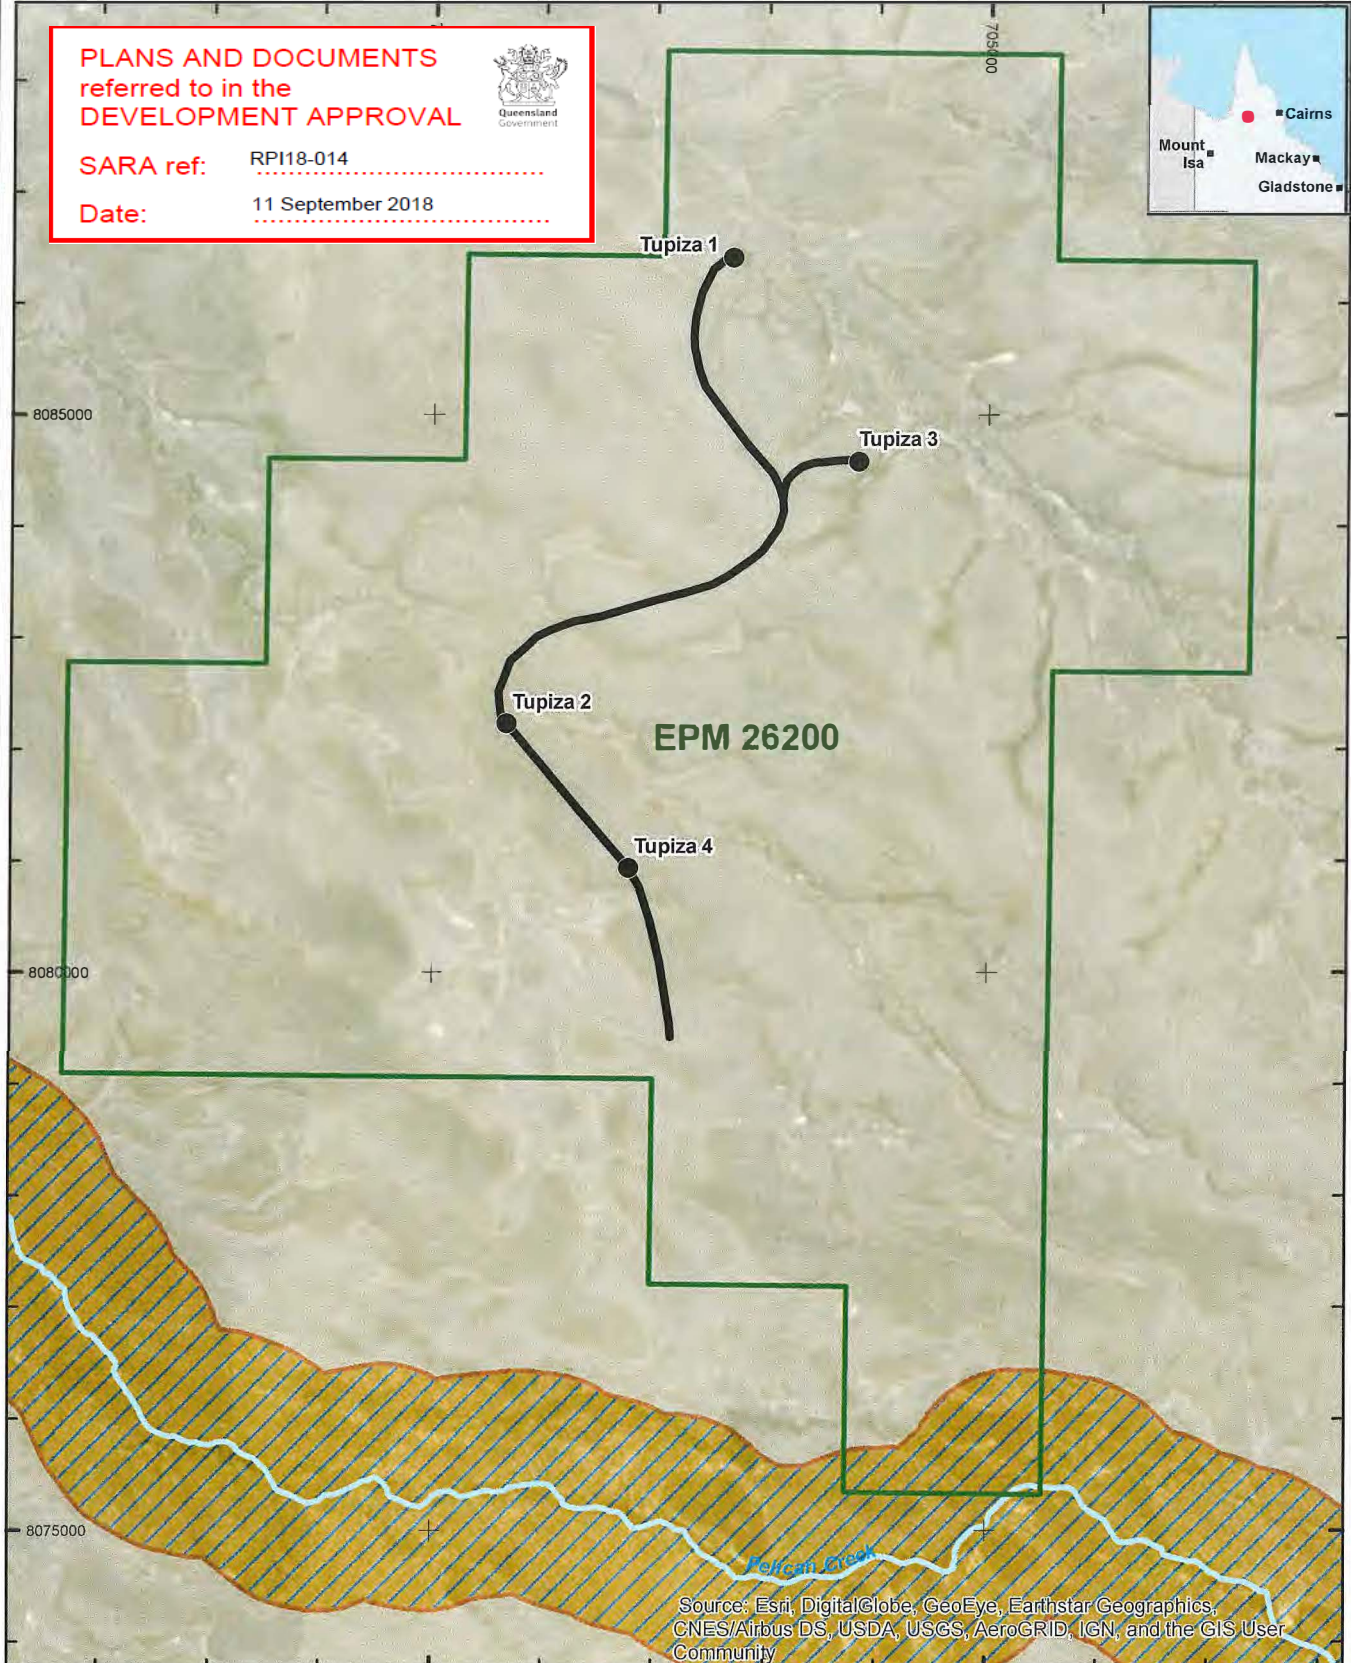 PLANS AND DOCUMENTS
referred to in the
DEVELOPMENT APPROVAL
Queensland
Government
SARA ref: RPI18-014
Date: 11 September 2018
705000
Cairns
Mount
Isa
Mackay
Gladstone
Tupiza 1
8085000
Tupiza 3
Tupiza 2
EPM 26200
Tupiza 4
8080000
8075000
Pelican Creek
Source: Esri, DigitalGlobe, GeoEye, Earthstar Geographics,
CNES/Airbus DS, USDA, USGS, AeroGRID, IGN, and the GIS User
Community